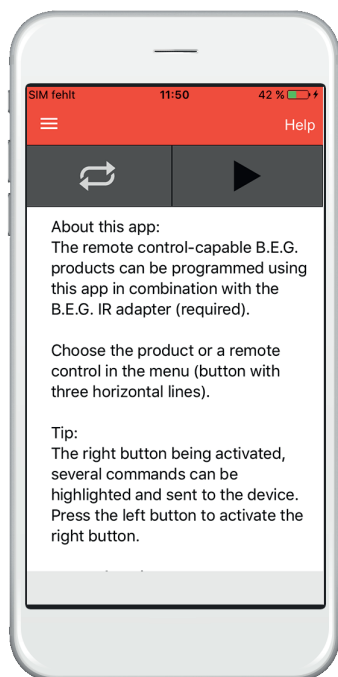 SIM fehlt 11:50 42 %
Help
About this app:
The remote control-capable B.E.G.
products can be programmed using
this app in combination with the
B.E.G. IR adapter (required).
Choose the product or a remote
control in the menu (button with
three horizontal lines).
Tip:
The right button being activated,
several commands can be
highlighted and sent to the device.
Press the left button to activate the
right button.